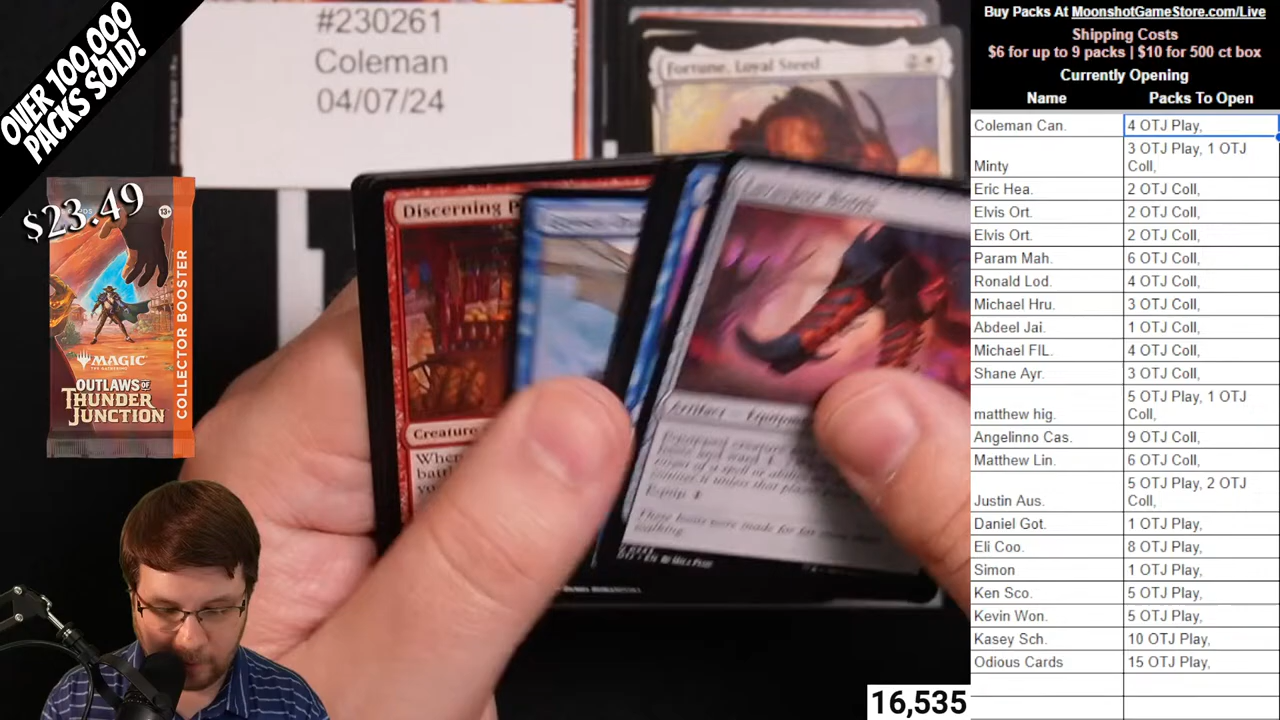 OVER 100,000
PACKS SOLD!
$23.49
13+
MAGIC
THE GATHERING
OUTLAWS OF
THUNDER
JUNCTION
COLLECTOR BOOSTER
#230261
Coleman
04/07/24
Fortune, Loyal Steed
Discerning P
Creature
When
batt
you
Artifact
Equip
Buy Packs At MoonshotGameStore.com/Live
Shipping Costs
$6 for up to 9 packs | $10 for 500 ct box
Currently Opening
Name Packs To Open
Coleman Can. 4 OTJ Play,
Minty 3 OTJ Play, 1 OTJ
Coll,
Eric Hea. 2 OTJ Coll,
Elvis Ort. 2 OTJ Coll,
Elvis Ort. 2 OTJ Coll,
Param Mah. 6 OTJ Coll,
Ronald Lod. 4 OTJ Coll,
Michael Hru. 3 OTJ Coll,
Abdeel Jai. 1 OTJ Coll,
Michael FIL. 4 OTJ Coll,
Shane Ayr. 3 OTJ Coll,
matthew hig. 5 OTJ Play, 1 OTJ
Coll,
Angelinno Cas. 9 OTJ Coll,
Matthew Lin. 6 OTJ Coll,
Justin Aus. 5 OTJ Play, 2 OTJ
Coll,
Daniel Got. 1 OTJ Play,
Eli Coo. 8 OTJ Play,
Simon 1 OTJ Play,
Ken Sco. 5 OTJ Play,
Kevin Won. 5 OTJ Play,
Kasey Sch. 10 OTJ Play,
Odious Cards 15 OTJ Play,
16,535